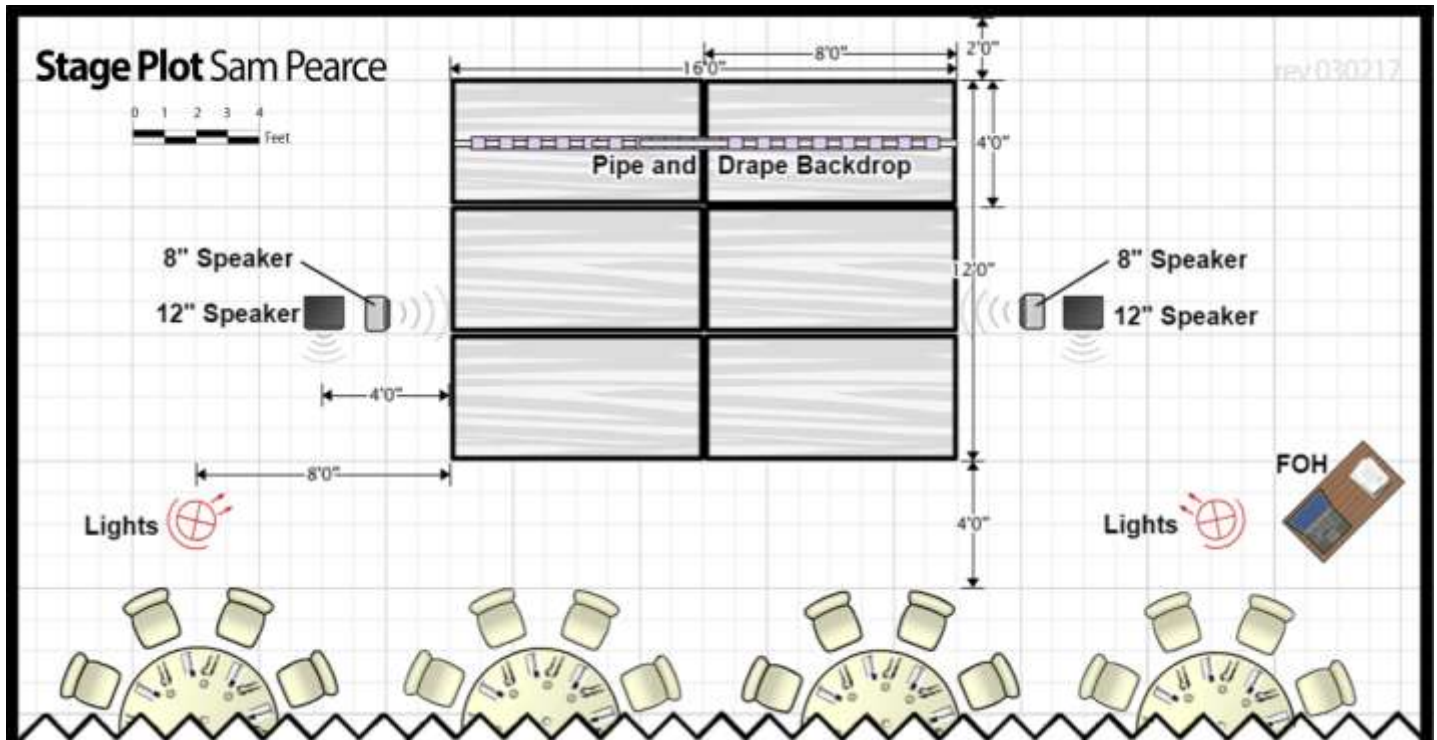 Stage Plot Sam Pearce
rev 030217
0 1 2 3 4
Feet
8'0"
16'0"
2'0"
4'0"
Pipe and Drape Backdrop
8" Speaker
12" Speaker
8" Speaker
12" Speaker
12'0"
4'0"
8'0"
4'0"
FOH
Lights
Lights